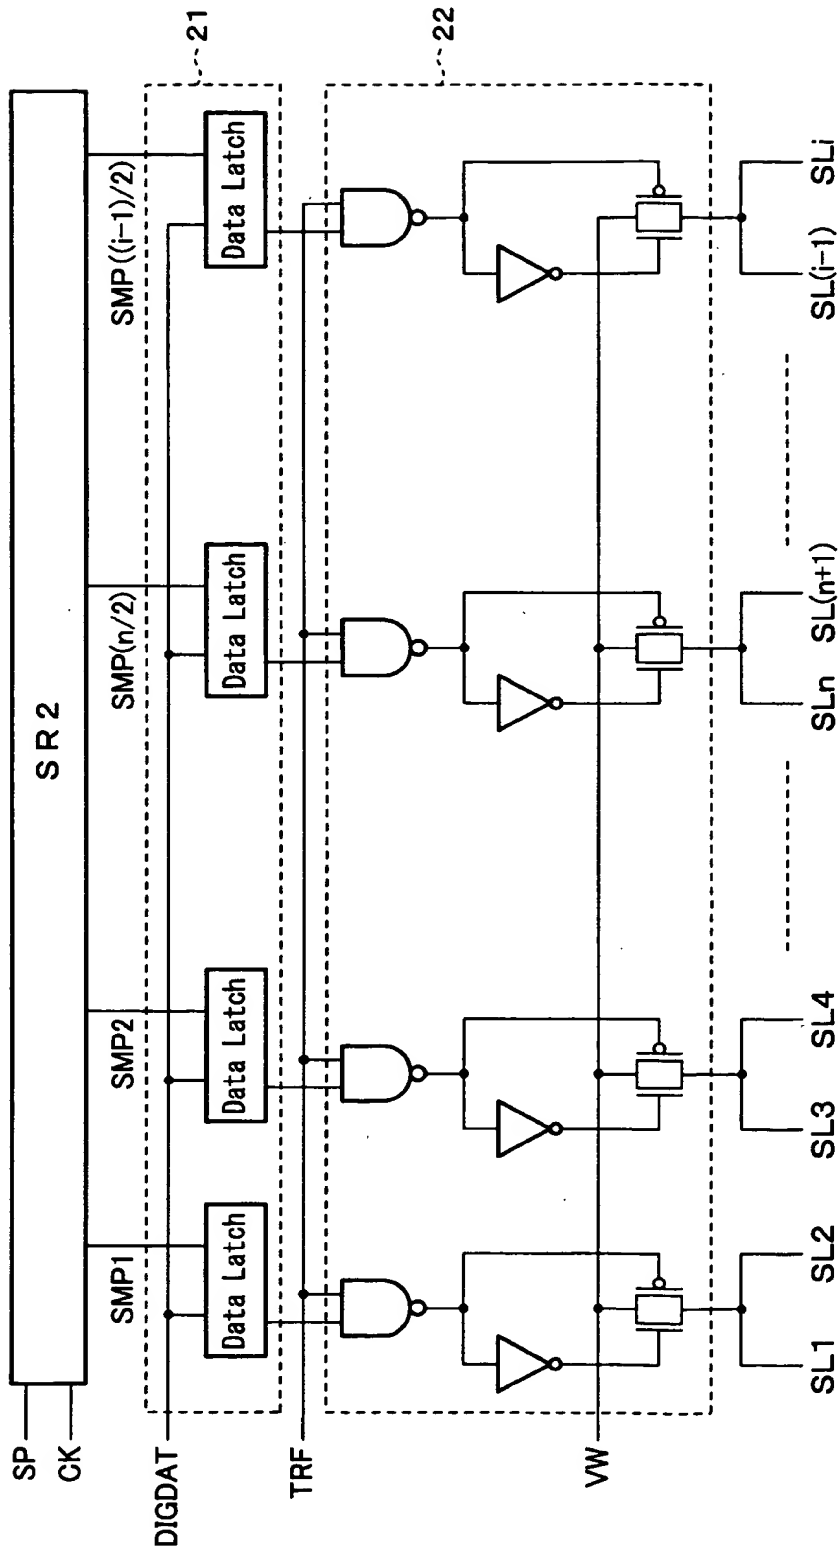 SR2
SP
CK
SMP1
SMP2
SMP(n/2)
SMP((i-1)/2)
21
DIGDAT
Data Latch
Data Latch
Data Latch
Data Latch
TRF
22
VW
SL1
SL2
SL3
SL4
SLn
SL(n+1)
SL(i-1)
SLi